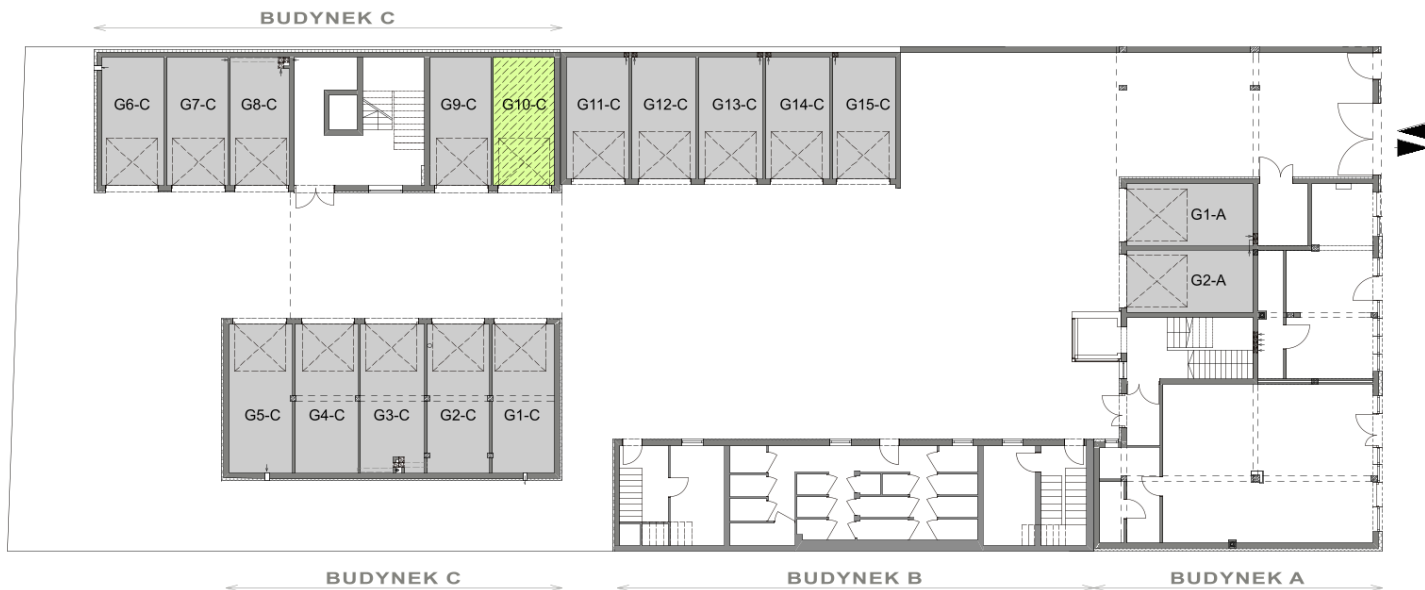 BUDYNEK C
G6-C G7-C G8-C G9-C G10-C G11-C G12-C G13-C G14-C G15-C
G1-A
G2-A
G5-C G4-C G3-C G2-C G1-C
BUDYNEK C BUDYNEK B BUDYNEK A